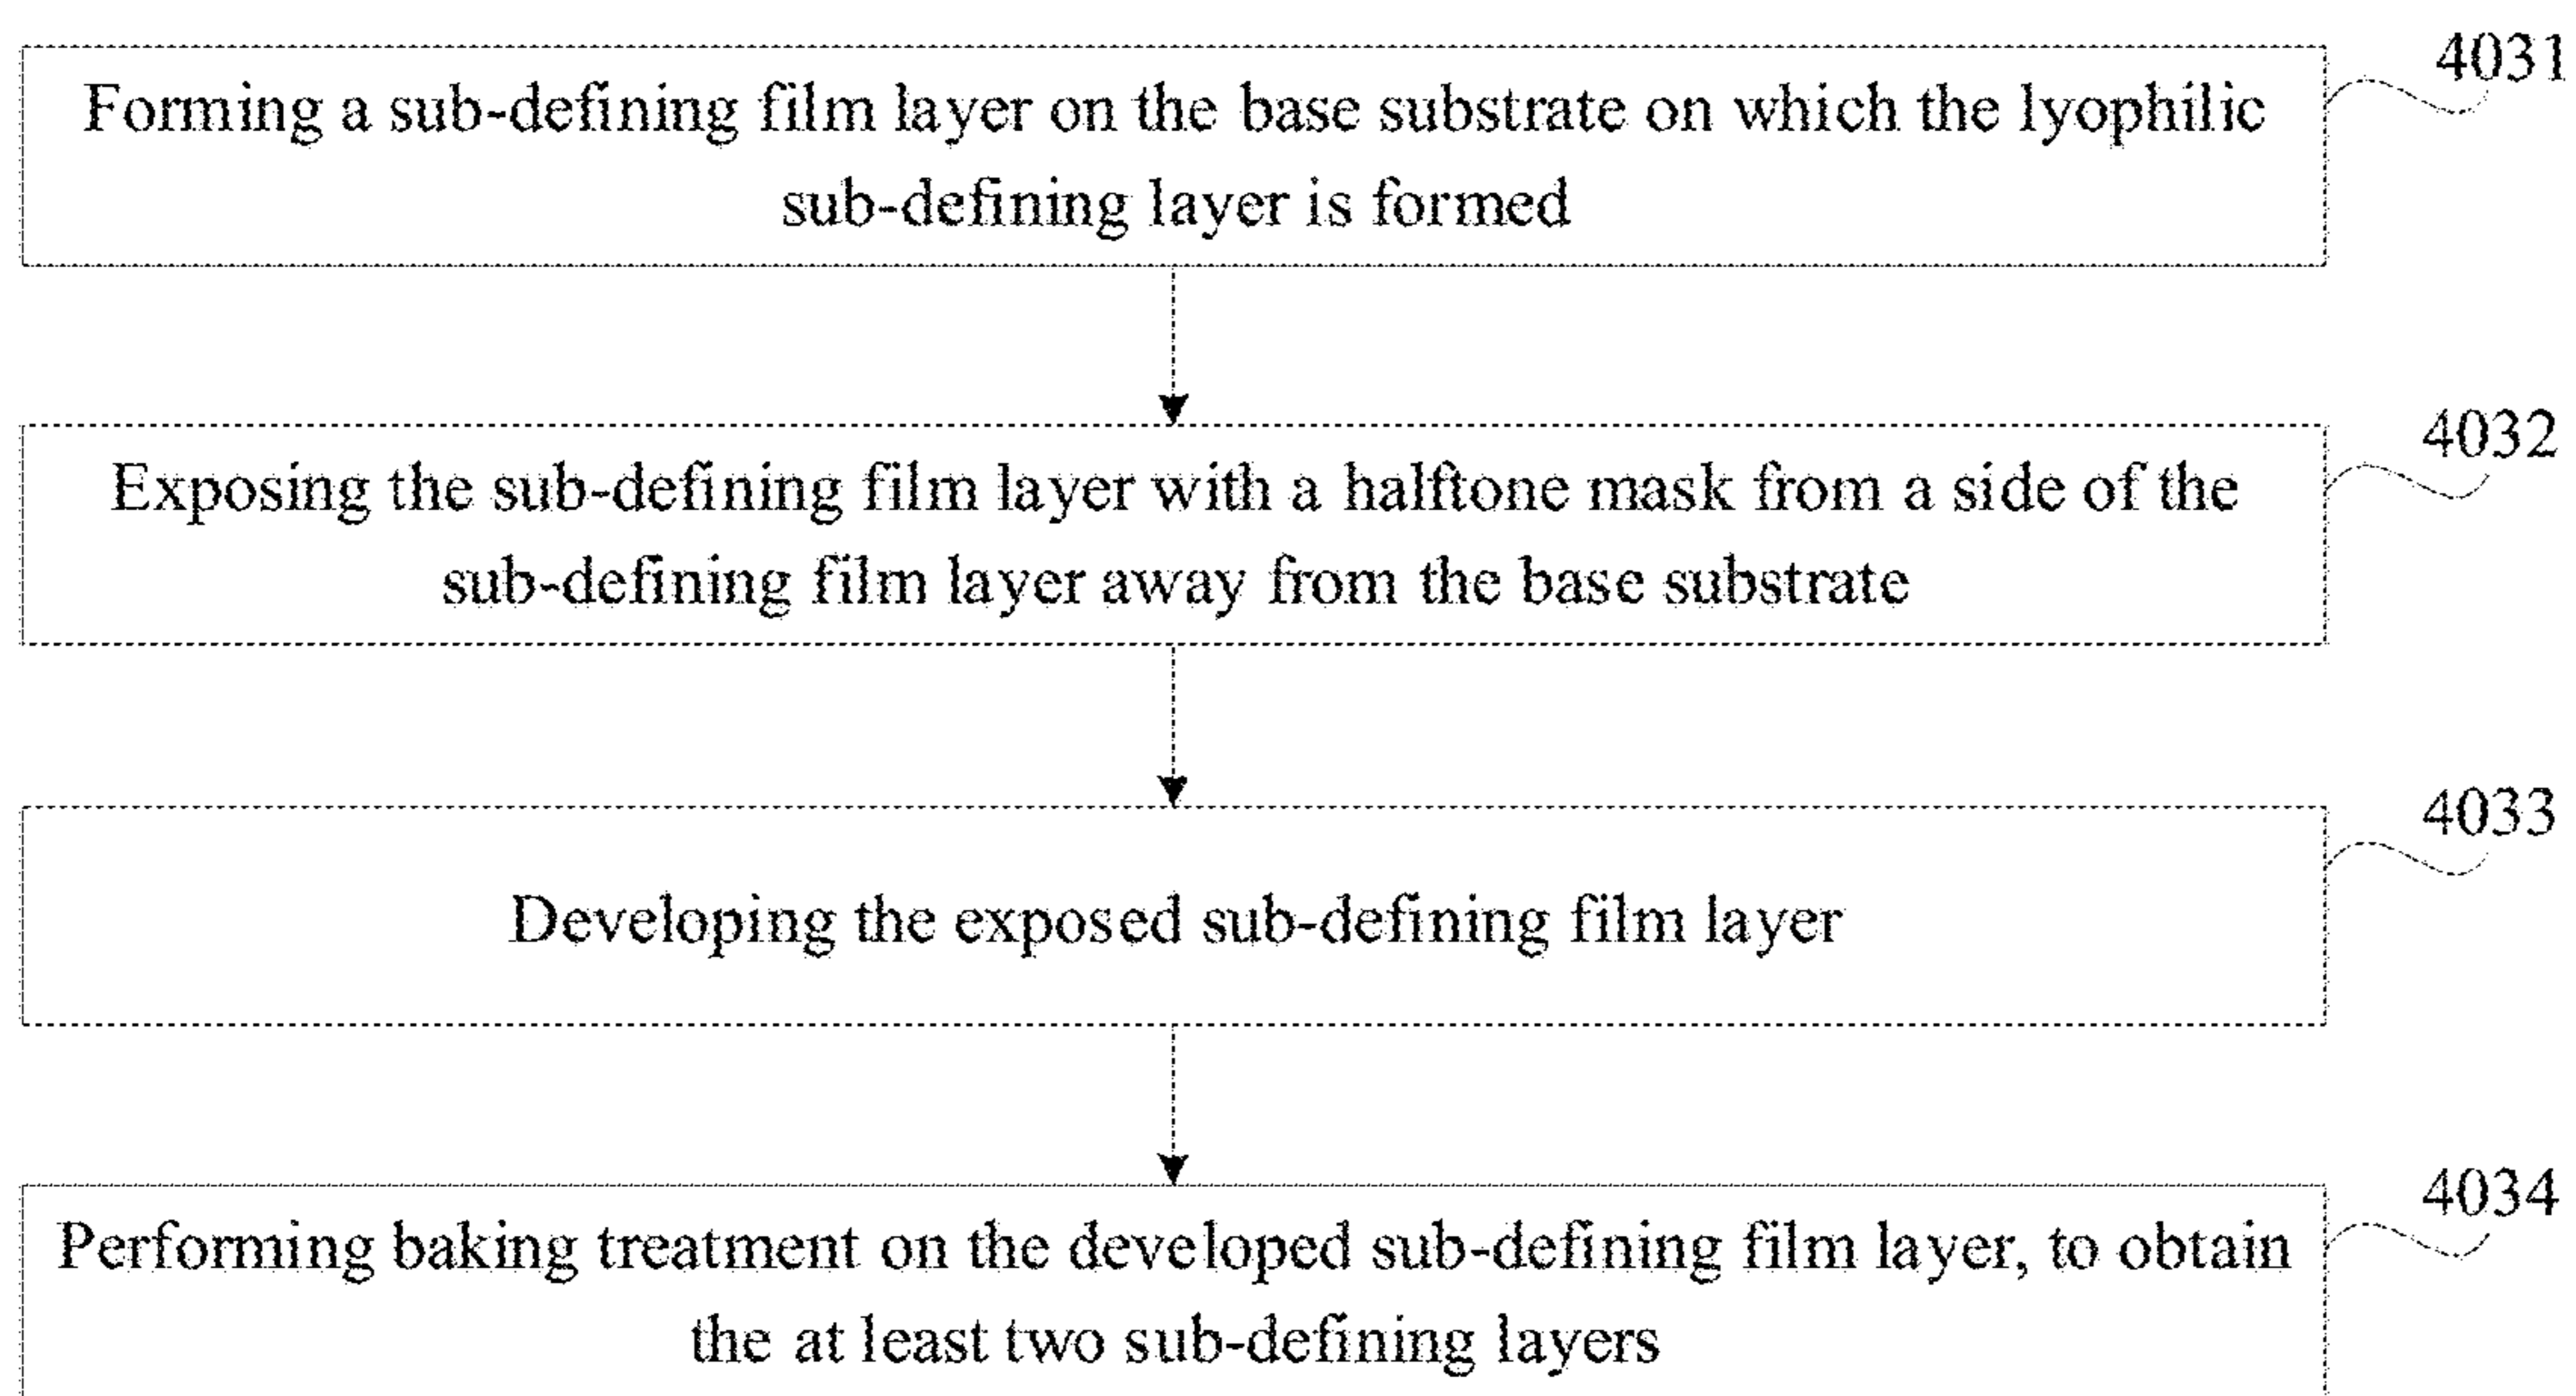 4031
Forming a sub-defining film layer on the base substrate on which the lyophilic
sub-defining layer is formed
4032
Exposing the sub-defining film layer with a halftone mask from a side of the
sub-defining film layer away from the base substrate
4033
Developing the exposed sub-defining film layer
4034
Performing baking treatment on the developed sub-defining film layer, to obtain
the at least two sub-defining layers